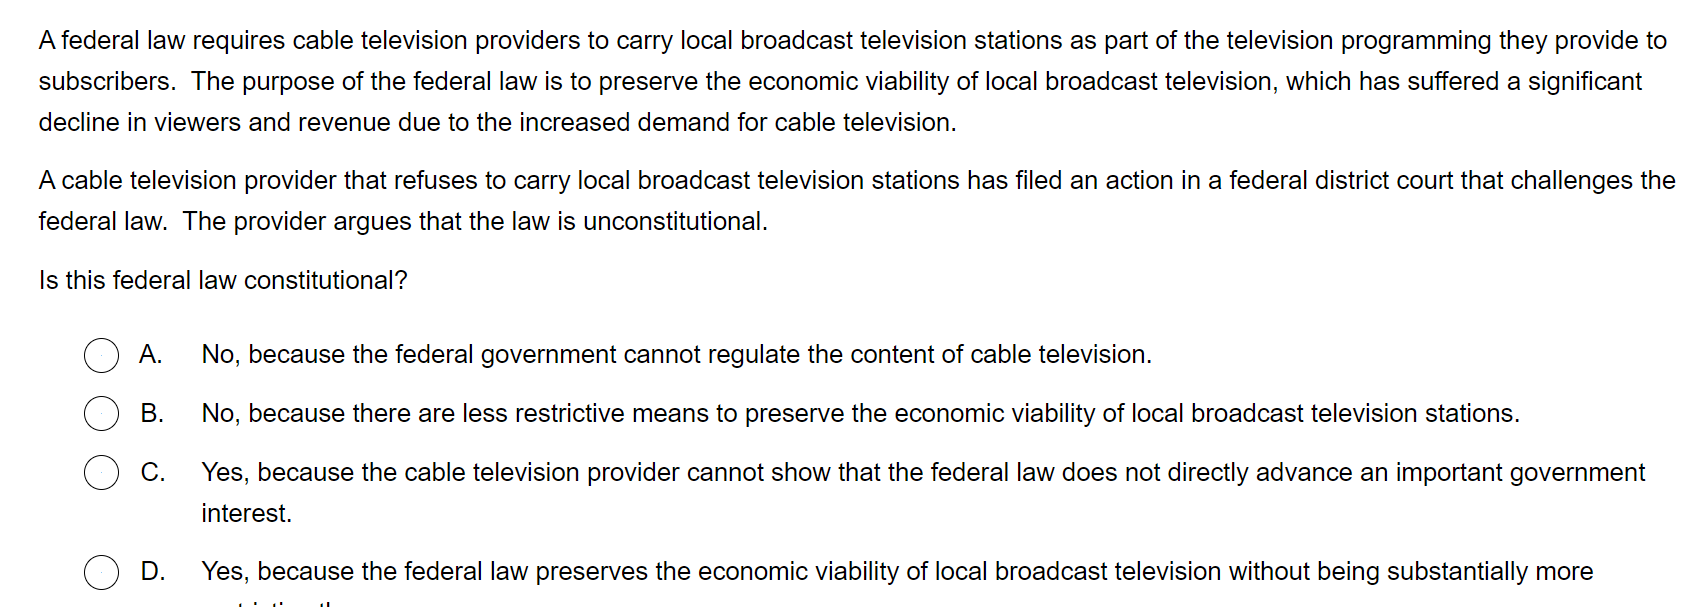 A federal law requires cable television providers to carry local broadcast television stations as part of the television programming they provide to
subscribers.  The purpose of the federal law is to preserve the economic viability of local broadcast television, which has suffered a significant
decline in viewers and revenue due to the increased demand for cable television.
A cable television provider that refuses to carry local broadcast television stations has filed an action in a federal district court that challenges the
federal law.  The provider argues that the law is unconstitutional.
Is this federal law constitutional?
A. No, because the federal government cannot regulate the content of cable television.
B. No, because there are less restrictive means to preserve the economic viability of local broadcast television stations.
C. Yes, because the cable television provider cannot show that the federal law does not directly advance an important government
interest.
D. Yes, because the federal law preserves the economic viability of local broadcast television without being substantially more